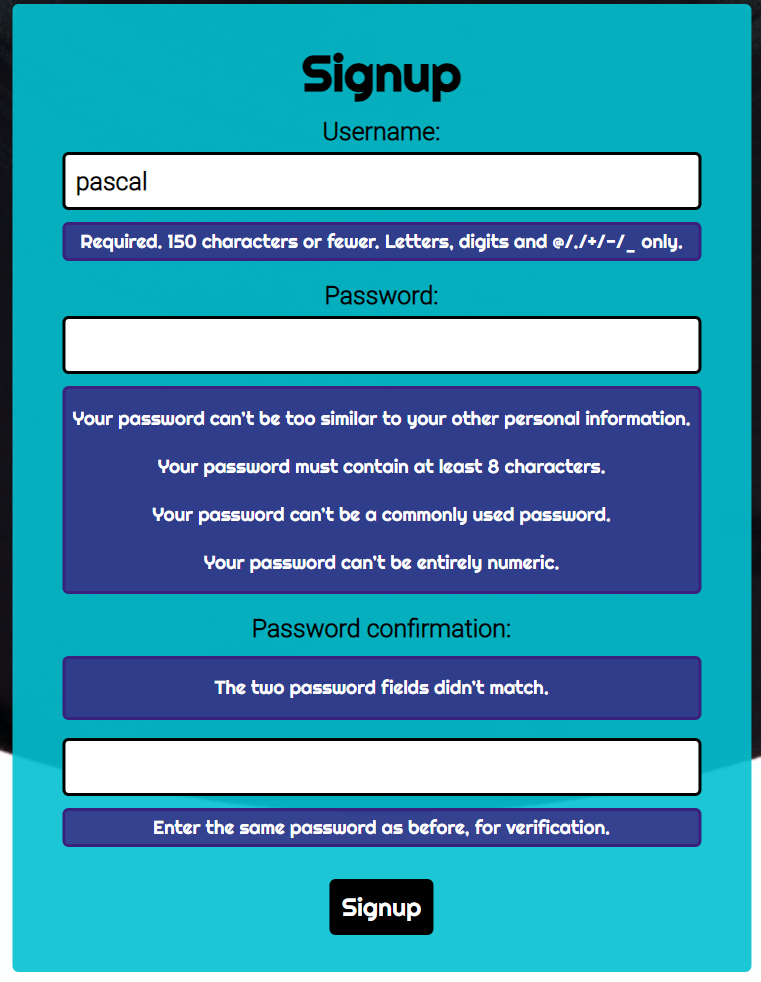 Signup
Username:
pascal
Required. 150 characters or fewer. Letters, digits and @/./+/-/_ only.
Password:
Your password can't be too similar to your other personal information.
Your password must contain at least 8 characters.
Your password can't be a commonly used password.
Your password can't be entirely numeric.
Password confirmation:
The two password fields didn't match.
Enter the same password as before, for verification.
Signup